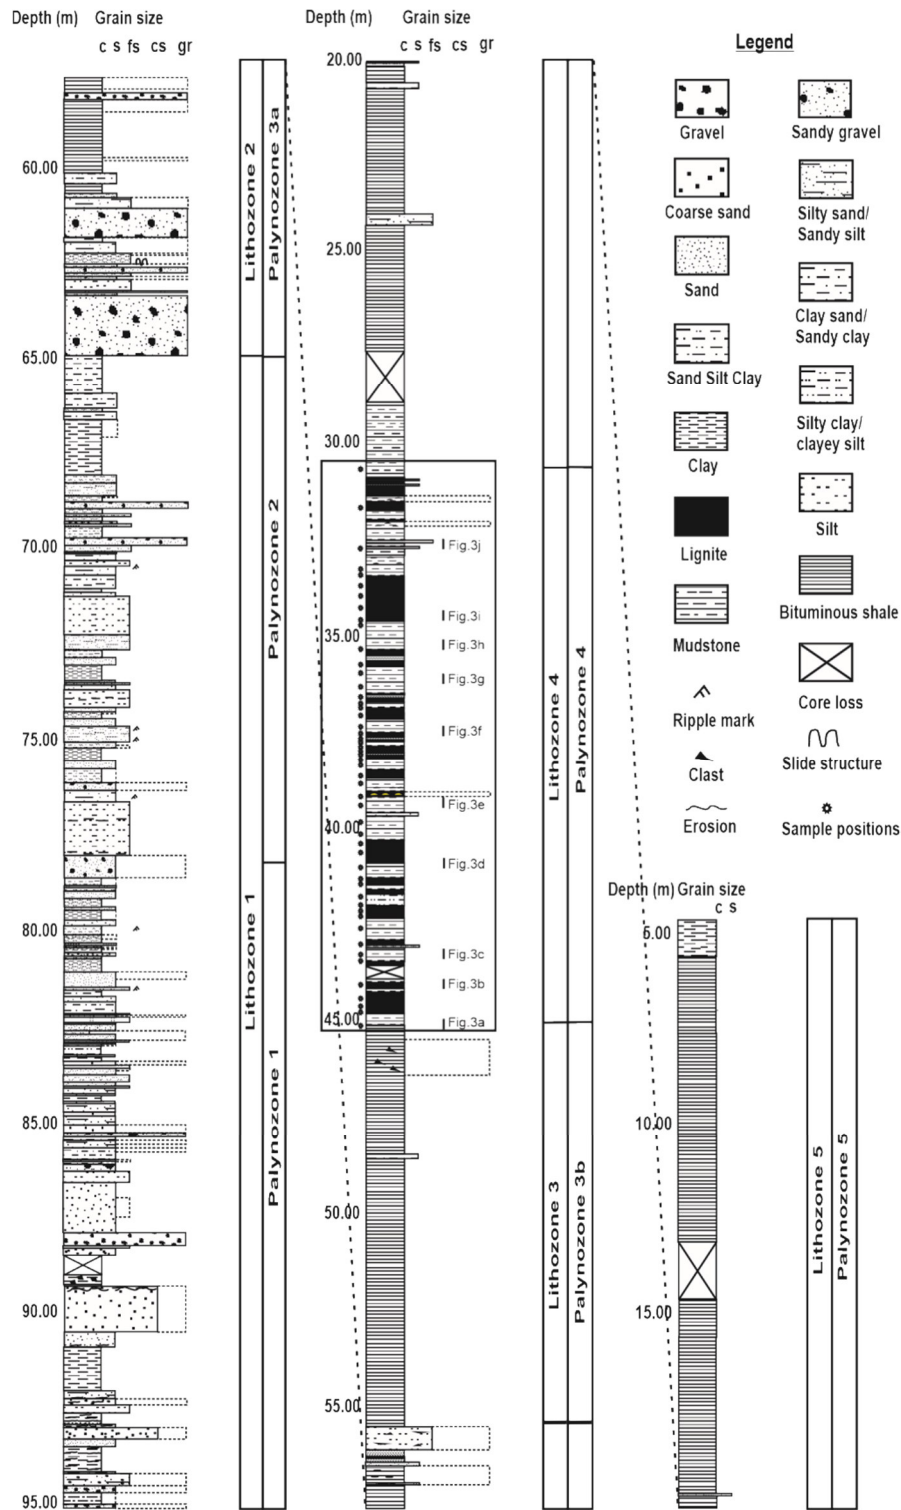 Depth (m) Grain size
c s fs cs gr
60.00
65.00
70.00
75.00
80.00
85.00
90.00
95.00
Lithozone 2
Palynozone 3a
Lithozone 1
Palynozone 2
Palynozone 1
Depth (m) Grain size
c s fs cs gr
20.00
25.00
30.00
35.00
40.00
45.00
50.00
55.00
Fig.3j
Fig.3i
Fig.3h
Fig.3g
Fig.3f
Fig.3e
Fig.3d
Fig.3c
Fig.3b
Fig.3a
Lithozone 4
Palynozone 4
Lithozone 3
Palynozone 3b
Legend
Gravel
Coarse sand
Sand
Sand Silt Clay
Clay
Lignite
Mudstone
Ripple mark
Clast
Erosion
Sandy gravel
Silty sand/
Sandy silt
Clay sand/
Sandy clay
Silty clay/
clayey silt
Silt
Bituminous shale
Core loss
Slide structure
Sample positions
Depth (m) Grain size
c s
5.00
10.00
15.00
Lithozone 5
Palynozone 5